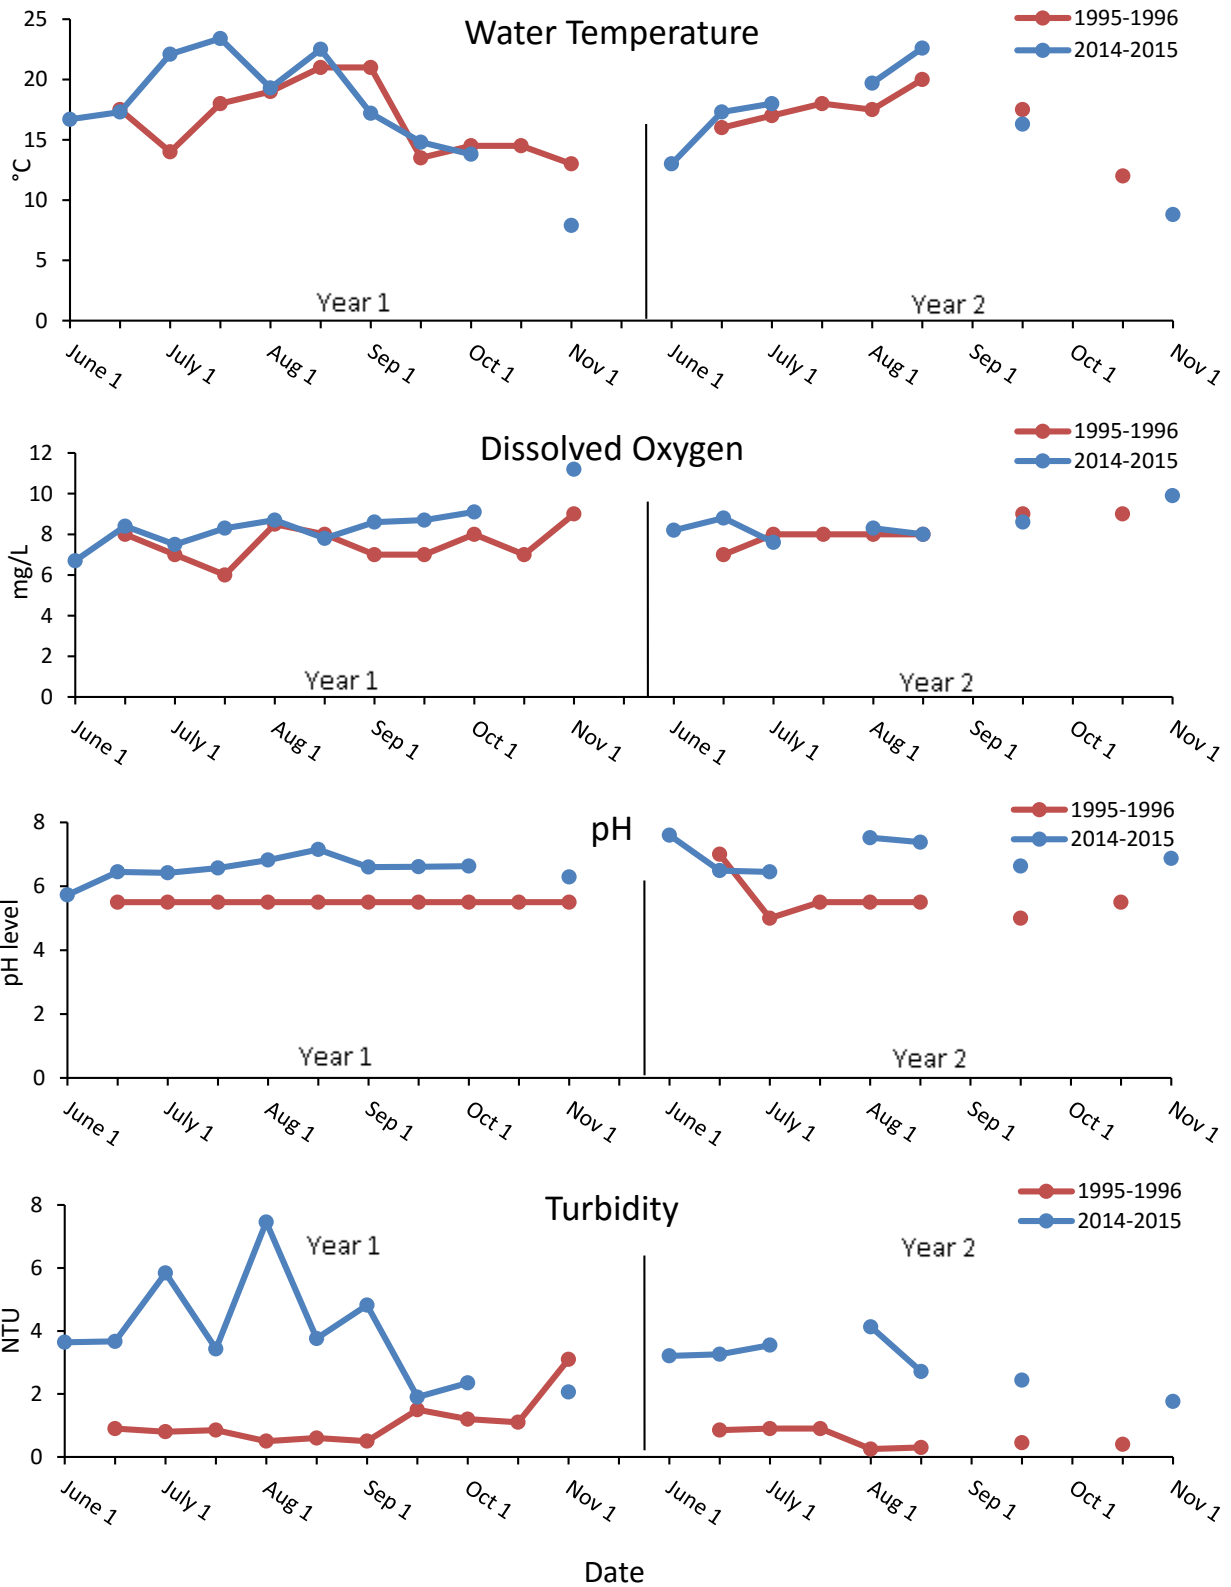 Water Temperature
1995-1996
2014-2015
25
20
15
10
5
0
°C
Year 1
Year 2
June 1
July 1
Aug 1
Sep 1
Oct 1
Nov 1
June 1
July 1
Aug 1
Sep 1
Oct 1
Nov 1
Dissolved Oxygen
1995-1996
2014-2015
12
10
8
6
4
2
0
mg/L
Year 1
Year 2
June 1
July 1
Aug 1
Sep 1
Oct 1
Nov 1
June 1
July 1
Aug 1
Sep 1
Oct 1
Nov 1
pH
1995-1996
2014-2015
8
6
4
2
0
pH level
Year 1
Year 2
June 1
July 1
Aug 1
Sep 1
Oct 1
Nov 1
June 1
July 1
Aug 1
Sep 1
Oct 1
Nov 1
Turbidity
1995-1996
2014-2015
8
6
4
2
0
NTU
Year 1
Year 2
June 1
July 1
Aug 1
Sep 1
Oct 1
Nov 1
June 1
July 1
Aug 1
Sep 1
Oct 1
Nov 1
Date